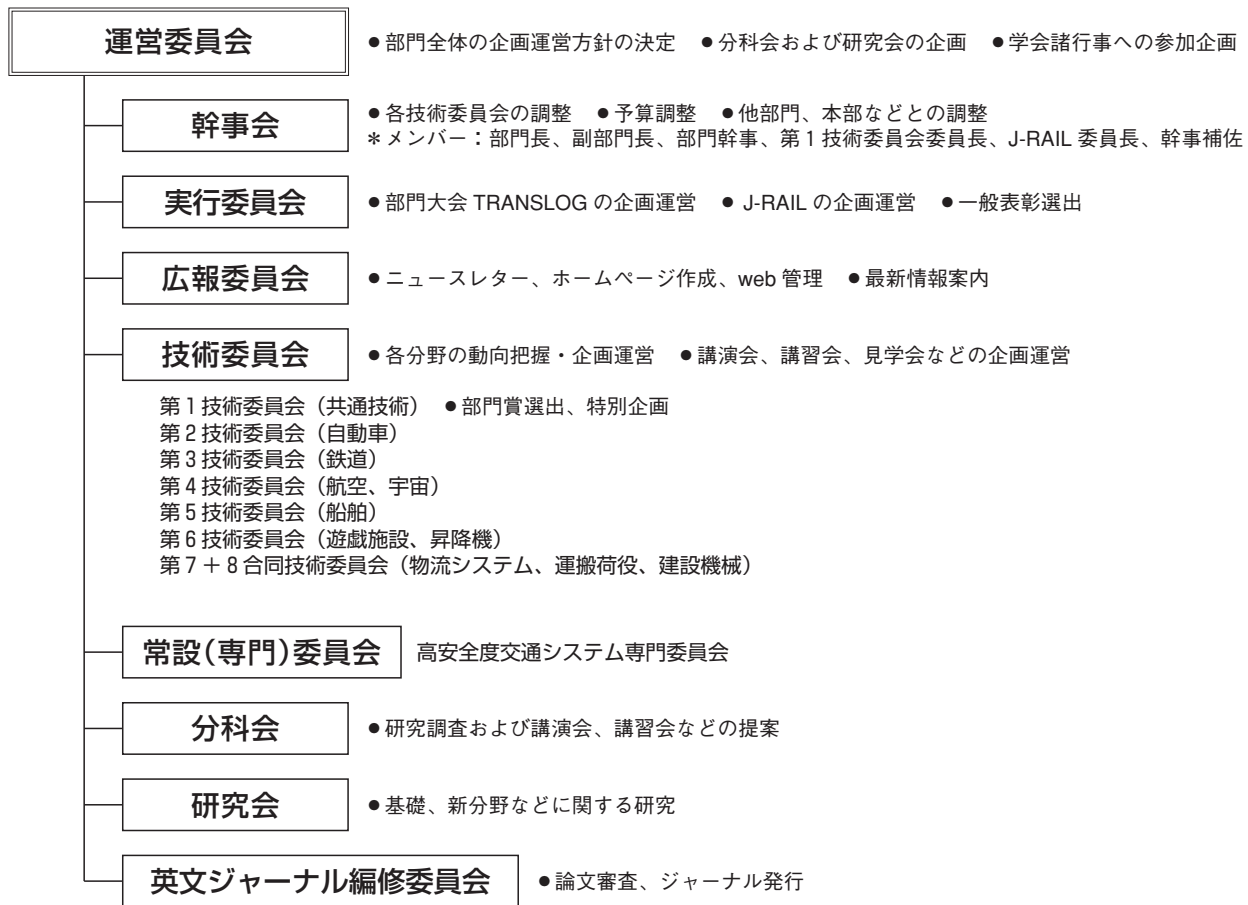 運営委員会 ●部門全体の企画運営方針の決定 ●分科会および研究会の企画 ●学会諸行事への参加企画
幹事会 ●各技術委員会の調整 ●予算調整 ●他部門、本部などとの調整
＊メンバー：部門長、副部門長、部門幹事、第1技術委員会委員長、J-RAIL 委員長、幹事補佐
実行委員会 ●部門大会 TRANSLOG の企画運営 ● J-RAIL の企画運営 ●一般表彰選出
広報委員会 ●ニュースレター、ホームページ作成、web 管理 ●最新情報案内
技術委員会 ●各分野の動向把握・企画運営 ●講演会、講習会、見学会などの企画運営
第1技術委員会（共通技術） ●部門賞選出、特別企画
第2技術委員会（自動車）
第3技術委員会（鉄道）
第4技術委員会（航空、宇宙）
第5技術委員会（船舶）
第6技術委員会（遊戯施設、昇降機）
第7＋8合同技術委員会（物流システム、運搬荷役、建設機械）
常設（専門）委員会 高安全度交通システム専門委員会
分科会 ●研究調査および講演会、講習会などの提案
研究会 ●基礎、新分野などに関する研究
英文ジャーナル編修委員会 ●論文審査、ジャーナル発行